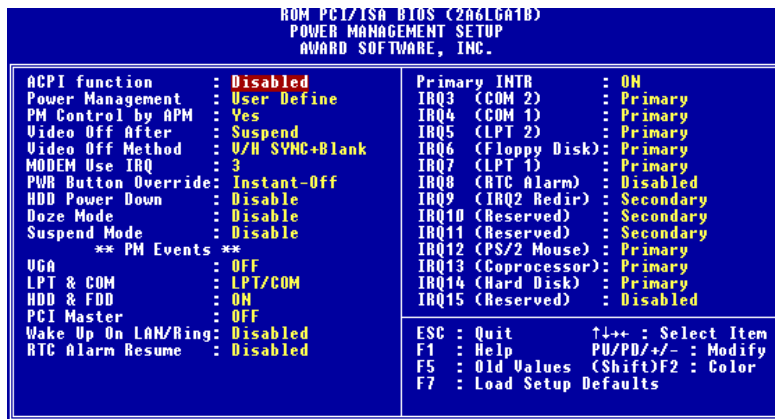 ROM PCI/ISA BIOS (2A6LGA1B)
POWER MANAGEMENT SETUP
AWARD SOFTWARE, INC.
ACPI function : Disabled
Power Management : User Define
PM Control by APM : Yes
Video Off After : Suspend
Video Off Method : V/H SYNC+Blank
MODEM Use IRQ : 3
PWR Button Override: Instant-Off
HDD Power Down : Disable
Doze Mode : Disable
Suspend Mode : Disable
** PM Events **
VGA : OFF
LPT & COM : LPT/COM
HDD & FDD : ON
PCI Master : OFF
Wake Up On LAN/Ring: Disabled
RTC Alarm Resume : Disabled
Primary INTR : ON
IRQ3 (COM 2) : Primary
IRQ4 (COM 1) : Primary
IRQ5 (LPT 2) : Primary
IRQ6 (Floppy Disk): Primary
IRQ7 (LPT 1) : Primary
IRQ8 (RTC Alarm) : Disabled
IRQ9 (IRQ2 Redir) : Secondary
IRQ10 (Reserved) : Secondary
IRQ11 (Reserved) : Secondary
IRQ12 (PS/2 Mouse) : Primary
IRQ13 (Coprocessor): Primary
IRQ14 (Hard Disk) : Primary
IRQ15 (Reserved) : Disabled
ESC : Quit ↑↓→← : Select Item
F1 : Help PU/PD/+/- : Modify
F5 : Old Values (Shift)F2 : Color
F7 : Load Setup Defaults